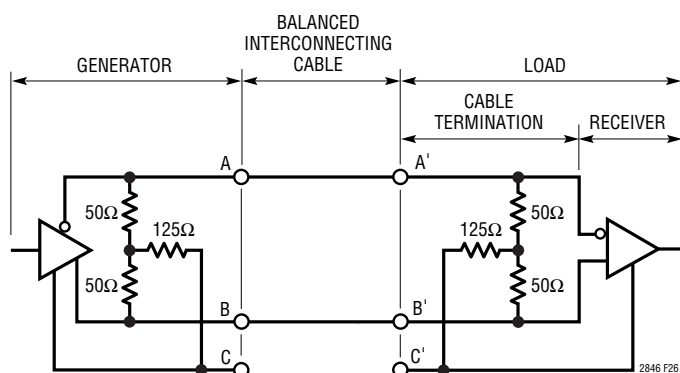 BALANCED
INTERCONNECTING
CABLE
GENERATOR
LOAD
CABLE
TERMINATION
RECEIVER
A
A'
50Ω
125Ω
50Ω
125Ω
50Ω
50Ω
B
B'
C
C'
2846 F26